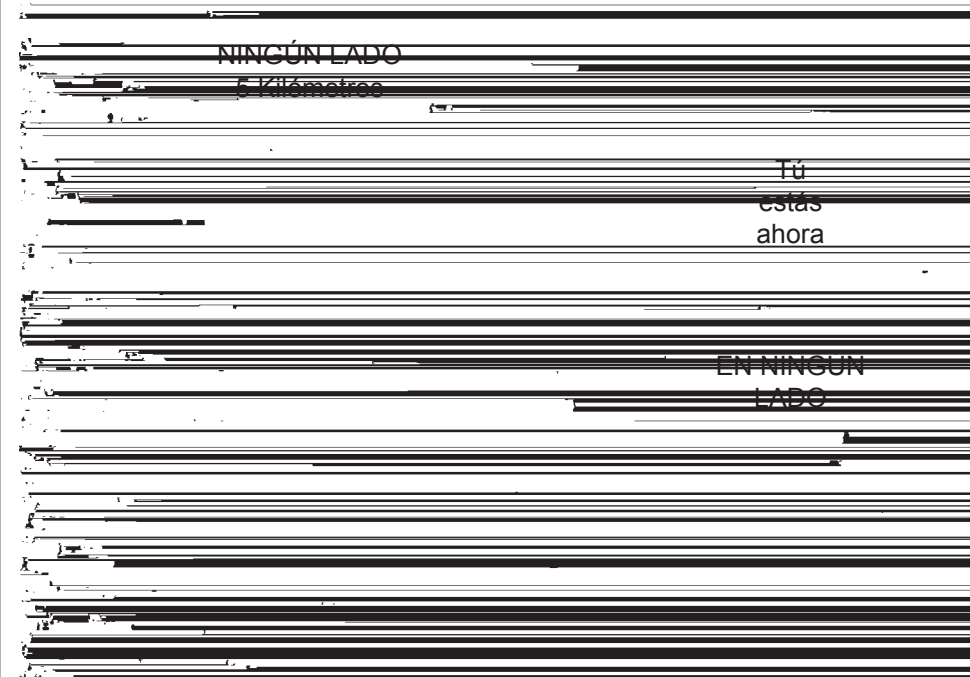 NINGÚN LADO
5 Kilómetros
Tú
estás
ahora
EN NINGUN
LADO